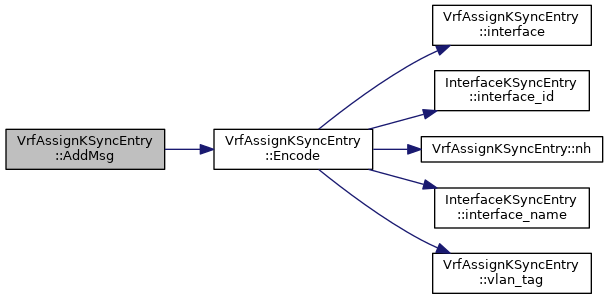 VrfAssignKSyncEntry
::AddMsg
VrfAssignKSyncEntry
::Encode
VrfAssignKSyncEntry
::interface
InterfaceKSyncEntry
::interface_id
VrfAssignKSyncEntry::nh
InterfaceKSyncEntry
::interface_name
VrfAssignKSyncEntry
::vlan_tag